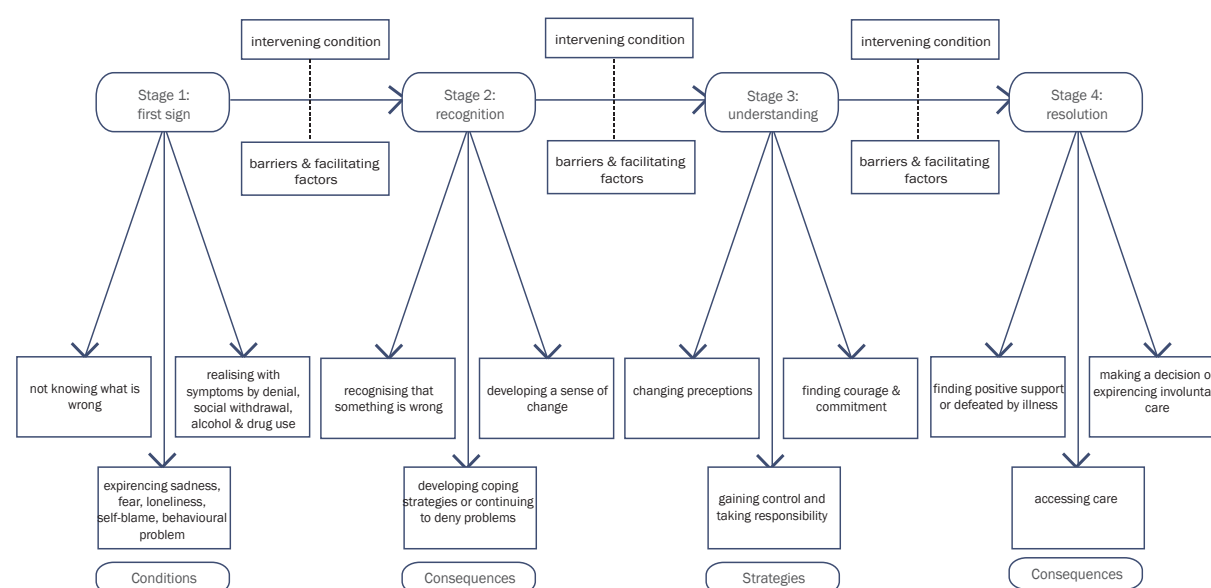 intervening condition
intervening condition
intervening condition
Stage 1:
first sign
Stage 2:
recognition
Stage 3:
understanding
Stage 4:
resolution
barriers & facilitating
factors
barriers & facilitating
factors
barriers & facilitating
factors
not knowing what is
wrong
realising with
symptoms by denial,
social withdrawal,
alcohol & drug use
recognising that
something is wrong
developing a sense of
change
changing preceptions
finding courage &
commitment
finding positive support
or defeated by illness
making a decision o
expirencing involunta
care
expirencing sadness,
fear, loneliness,
self-blame, behavioural
problem
developing coping
strategies or continuing
to deny problems
gaining control and
taking responsibility
accessing care
Conditions
Consequences
Strategies
Consequences